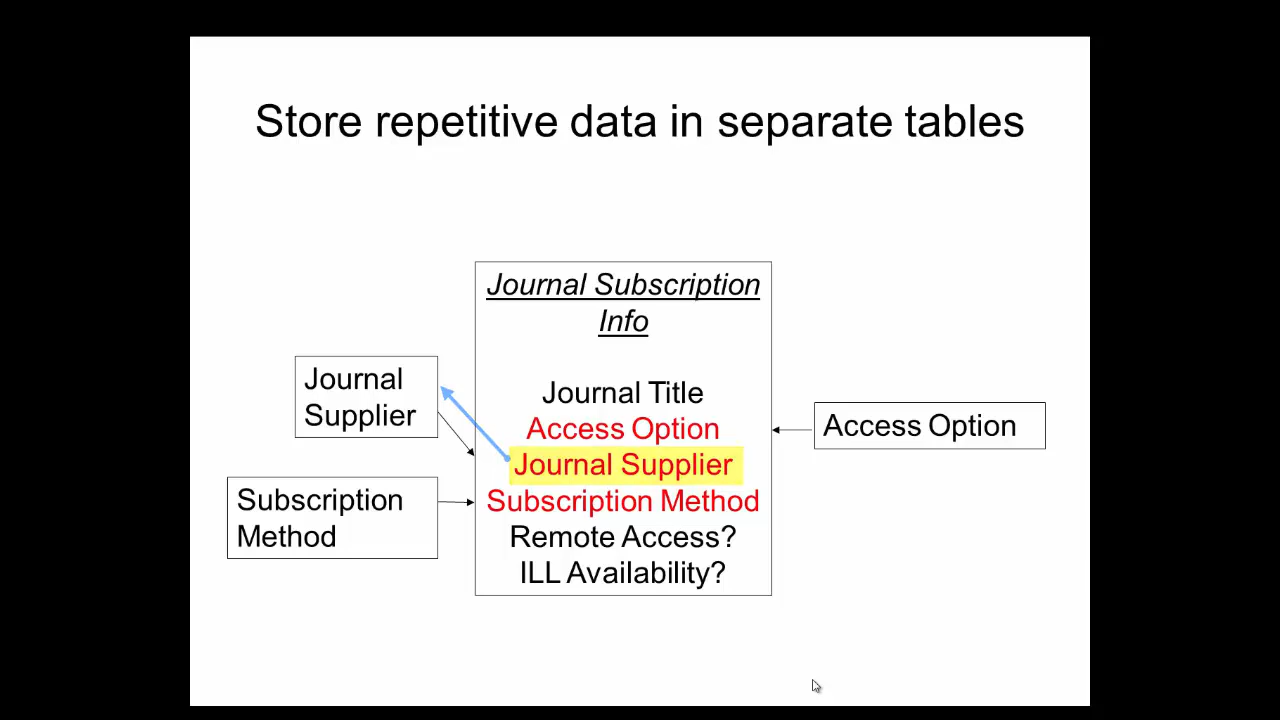 Store repetitive data in separate tables
Journal Subscription
Info
Journal Title
Access Option
Journal Supplier
Subscription Method
Remote Access?
ILL Availability?
Journal
Supplier
Subscription
Method
Access Option